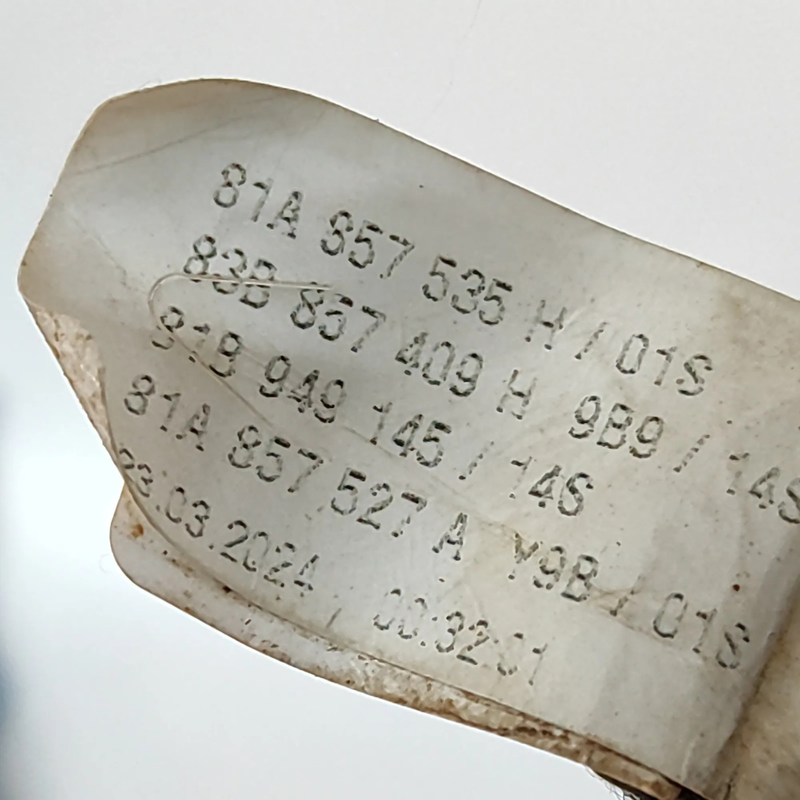 81A 857 535 H / 01S
83B 857 409 H 9B9 / 14S
81B 949 145 / 14S
81A 857 527 A Y9B / 01S
23.03.2024 / 00:32:01